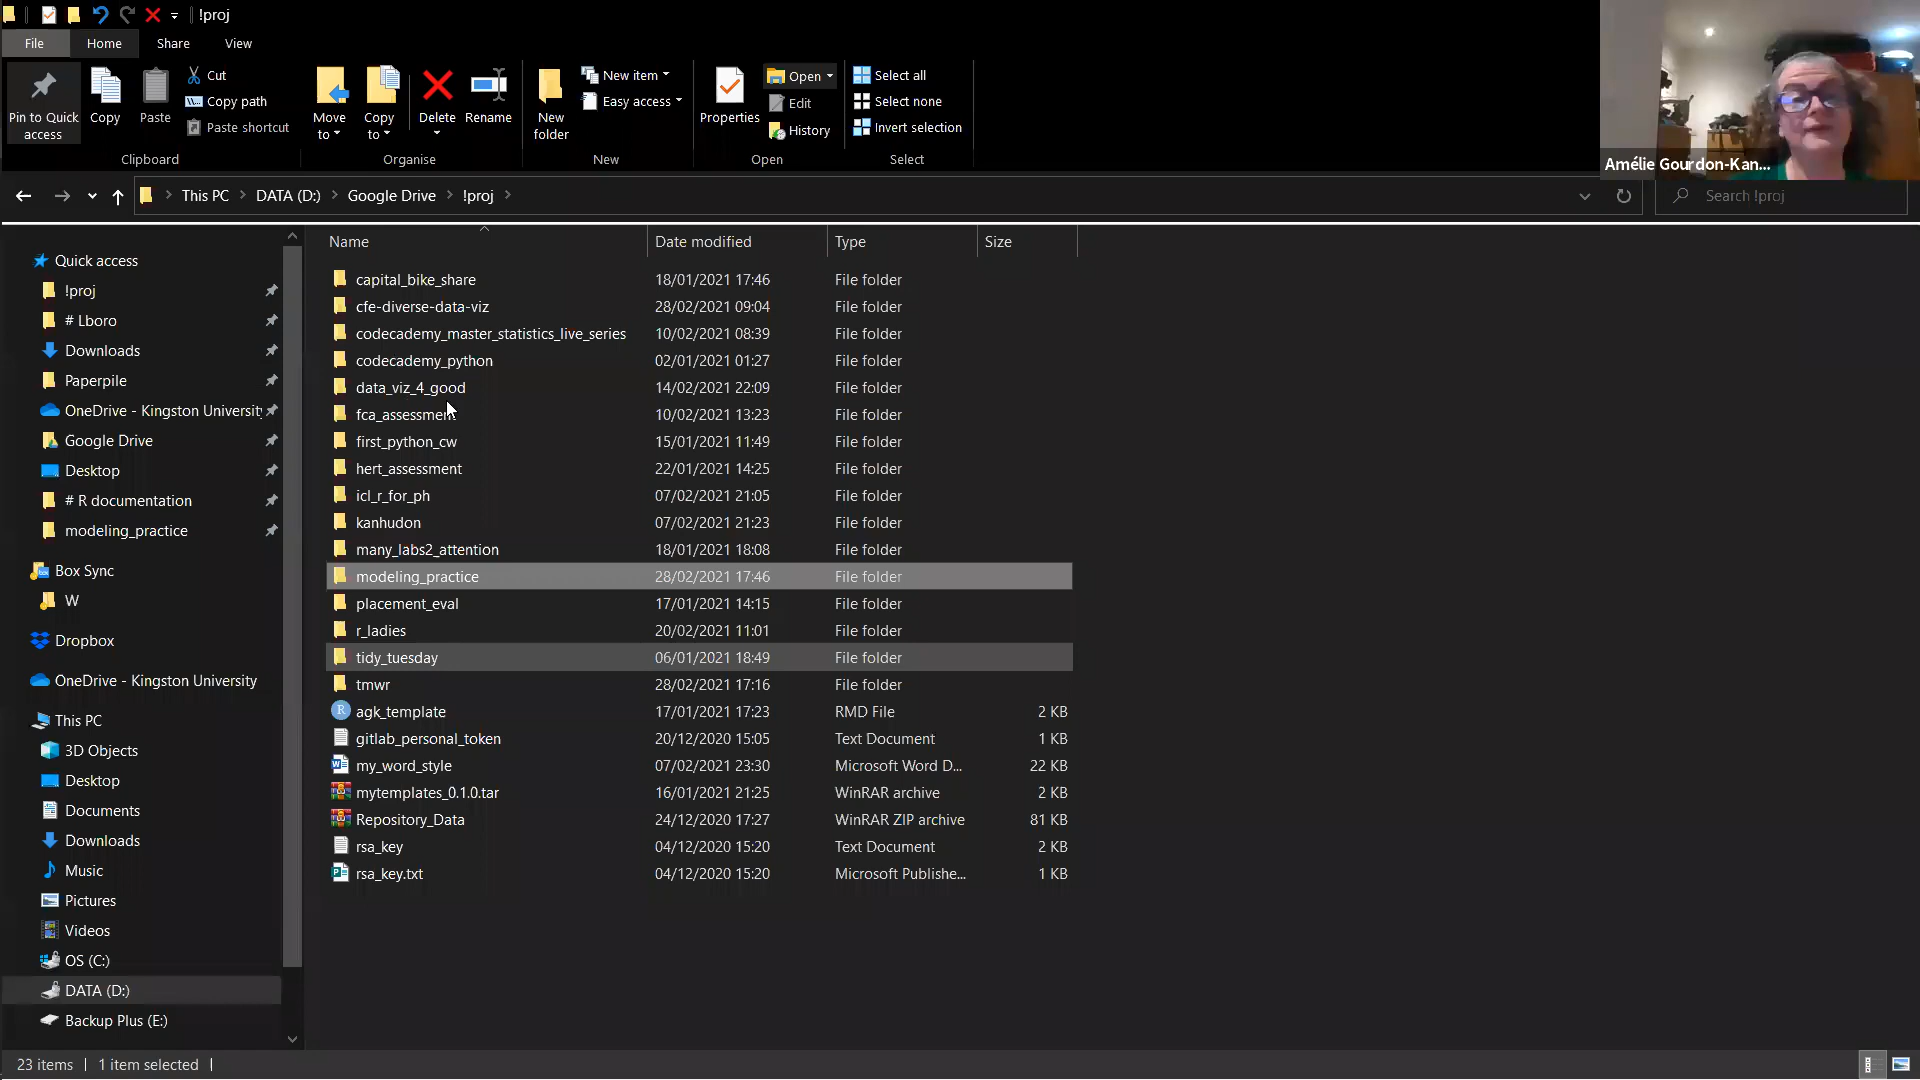 !proj
File Home Share View
Pin to Quick access
Copy
Paste
Cut
Copy path
Paste shortcut
Clipboard
Move to
Copy to
Delete
Rename
Organise
New folder
New item
Easy access
New
Properties
Open
Edit
History
Open
Select all
Select none
Invert selection
Select
Amélie Gourdon-Kan...
This PC DATA (D:) Google Drive !proj
Search !proj
Quick access
!proj
# Lboro
Downloads
Paperpile
OneDrive - Kingston University
Google Drive
Desktop
# R documentation
modeling_practice
Box Sync
W
Dropbox
OneDrive - Kingston University
This PC
3D Objects
Desktop
Documents
Downloads
Music
Pictures
Videos
OS (C:)
DATA (D:)
Backup Plus (E:)
Name Date modified Type Size
capital_bike_share 18/01/2021 17:46 File folder
cfe-diverse-data-viz 28/02/2021 09:04 File folder
codecademy_master_statistics_live_series 10/02/2021 08:39 File folder
codecademy_python 02/01/2021 01:27 File folder
data_viz_4_good 14/02/2021 22:09 File folder
fca_assessment 10/02/2021 13:23 File folder
first_python_cw 15/01/2021 11:49 File folder
hert_assessment 22/01/2021 14:25 File folder
icl_r_for_ph 07/02/2021 21:05 File folder
kanhudon 07/02/2021 21:23 File folder
many_labs2_attention 18/01/2021 18:08 File folder
modeling_practice 28/02/2021 17:46 File folder
placement_eval 17/01/2021 14:15 File folder
r_ladies 20/02/2021 11:01 File folder
tidy_tuesday 06/01/2021 18:49 File folder
tmwr 28/02/2021 17:16 File folder
agk_template 17/01/2021 17:23 RMD File 2 KB
gitlab_personal_token 20/12/2020 15:05 Text Document 1 KB
my_word_style 07/02/2021 23:30 Microsoft Word D... 22 KB
mytemplates_0.1.0.tar 16/01/2021 21:25 WinRAR archive 2 KB
Repository_Data 24/12/2020 17:27 WinRAR ZIP archive 81 KB
rsa_key 04/12/2020 15:20 Text Document 2 KB
rsa_key.txt 04/12/2020 15:20 Microsoft Publishe... 1 KB
23 items 1 item selected